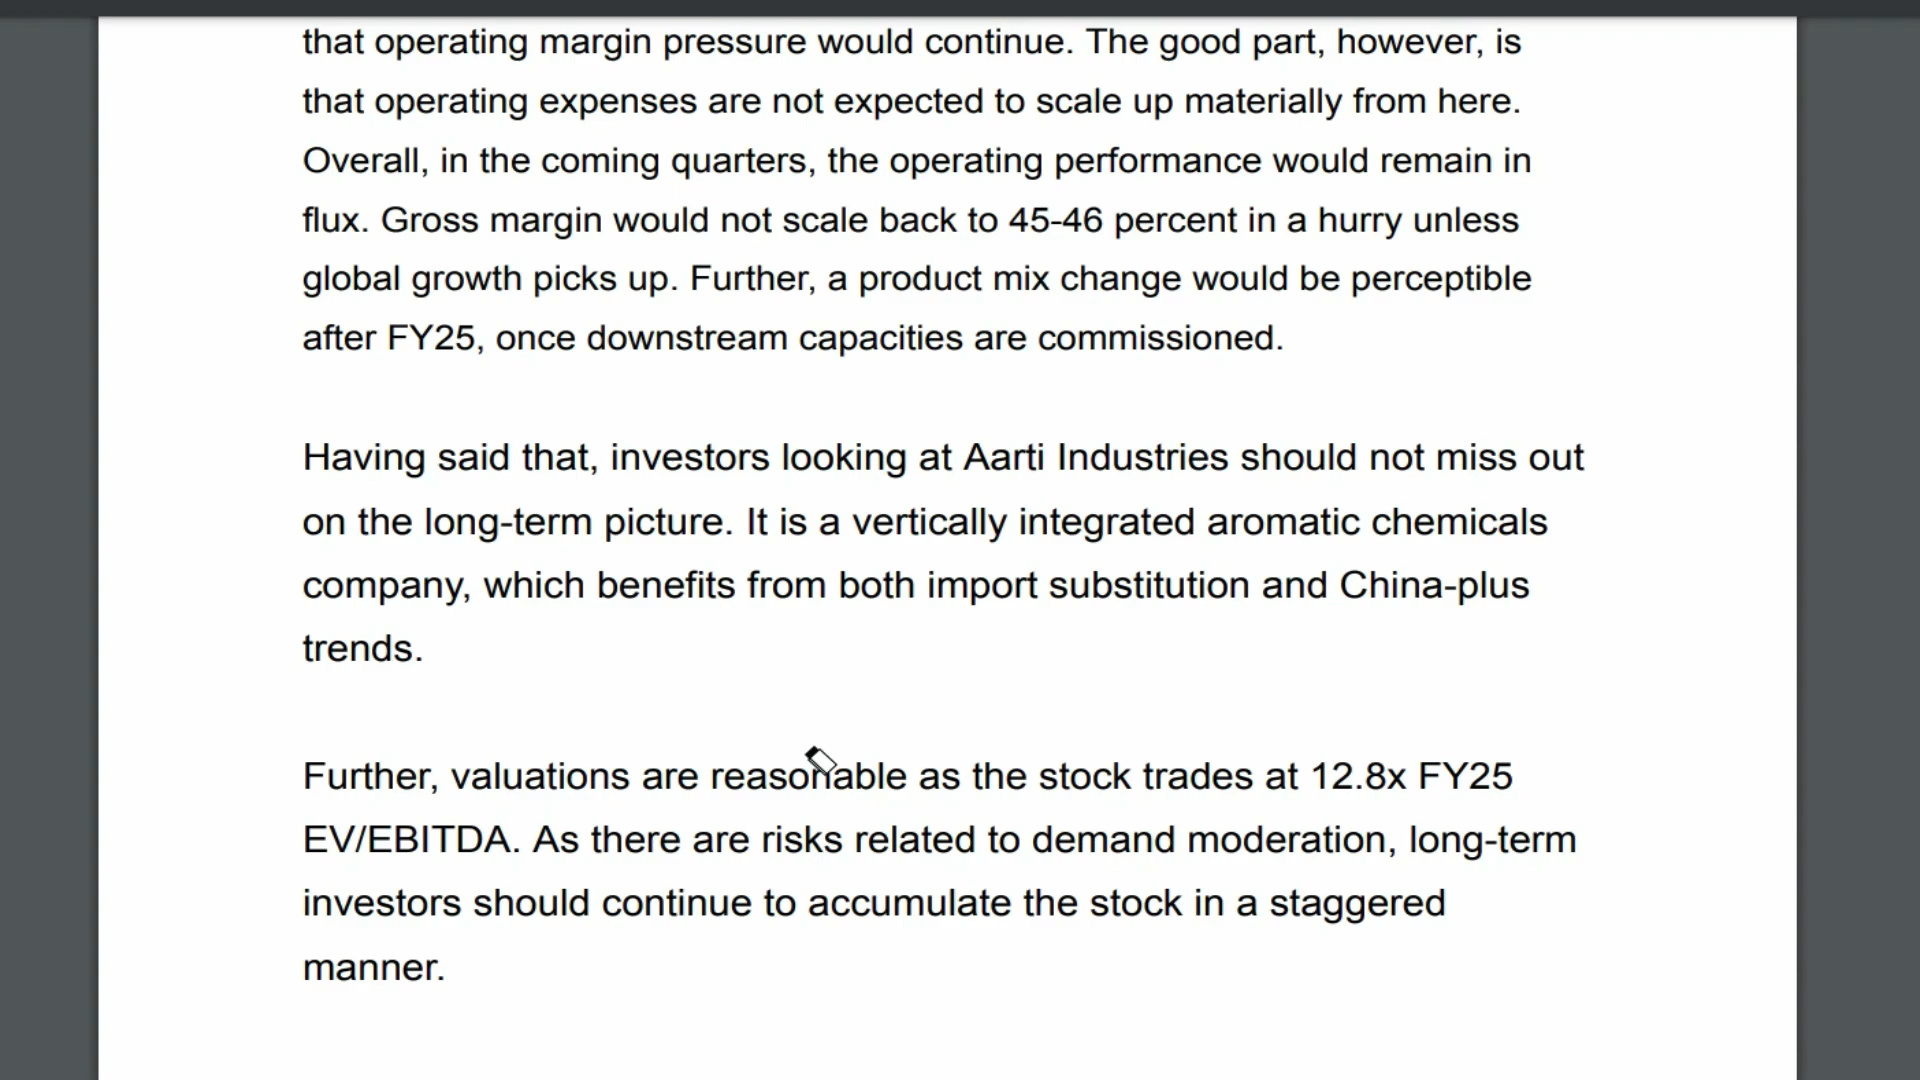 that operating margin pressure would continue. The good part, however, is
that operating expenses are not expected to scale up materially from here.
Overall, in the coming quarters, the operating performance would remain in
flux. Gross margin would not scale back to 45-46 percent in a hurry unless
global growth picks up. Further, a product mix change would be perceptible
after FY25, once downstream capacities are commissioned.
Having said that, investors looking at Aarti Industries should not miss out
on the long-term picture. It is a vertically integrated aromatic chemicals
company, which benefits from both import substitution and China-plus
trends.
Further, valuations are reasonable as the stock trades at 12.8x FY25
EV/EBITDA. As there are risks related to demand moderation, long-term
investors should continue to accumulate the stock in a staggered
manner.